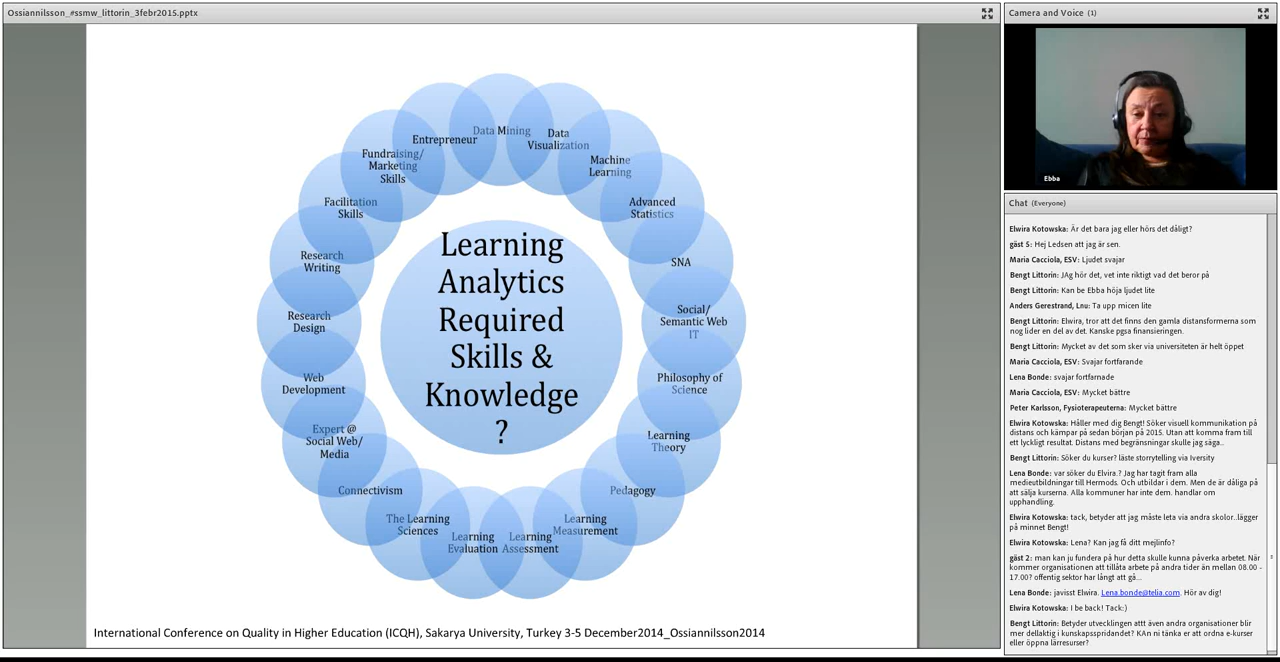 Ossiannilsson_#ssmw_littorin_3febr2015.pptx
Data Mining
Data
Visualization
Machine
Learning
Advanced
Statistics
SNA
Social/
Semantic Web
IT
Philosophy of
Science
Learning
Theory
Pedagogy
Learning
Measurement
Learning
Assessment
Learning
Evaluation
The Learning
Sciences
Connectivism
Expert @
Social Web/
Media
Web
Development
Research
Design
Research
Writing
Facilitation
Skills
Fundraising/
Marketing
Skills
Entrepreneur
Learning
Analytics
Required
Skills &
Knowledge
?
International Conference on Quality in Higher Education (ICQH), Sakarya University, Turkey 3-5 December2014_Ossiannilsson2014
Camera and Voice (1)
Ebba
Chat (Everyone)
Elwira Kotowska: Är det bara jag eller hörs det dåligt?
gäst 5: Hej Ledsen att jag är sen.
Maria Cacciola, ESV: Ljudet svajar
Bengt Littorin: JAg hör det, vet inte riktigt vad det beror på
Bengt Littorin: Kan be Ebba höja ljudet lite
Anders Gerestrand, Lnu: Ta upp micen lite
Bengt Littorin: Elwira, tror att det finns den gamla distansformerna som
nog lider en del av det. Kanske pgsa finansieringen.
Bengt Littorin: Mycket av det som sker via universiteten är helt öppet
Maria Cacciola, ESV: Svajar fortfarande
Lena Bonde: svajar fortfarnade
Maria Cacciola, ESV: Mycket bättre
Peter Karlsson, Fysioterapeuterna: Mycket bättre
Elwira Kotowska: Håller med dig Bengt! Söker visuell kommunikation på
distans och kämpar på sedan början på 2015. Utan att komma fram till
ett lyckligt resultat. Distans med begränsningar skulle jag säga..
Bengt Littorin: Söker du kurser? läste storrytelling via Iversity
Lena Bonde: var söker du Elvira.? Jag har tagit fram alla
medieutbildningar till Hermods. Och utbildar i dem. Men de är dåliga på
att sälja kurserna. Alla kommuner har inte dem. handlar om
upphandling.
Elwira Kotowska: tack, betyder att jag måste leta via andra skolor..lägger
på minnet Bengt!
Elwira Kotowska: Lena? Kan jag få ditt mejlinfo?
gäst 2: man kan ju fundera på hur detta skulle kunna påverka arbetet. När
kommer organisationen att tillåta arbete på andra tider än mellan 08.00 -
17.00? offentlig sektor har långt att gå...
Lena Bonde: javisst Elwira. Lena.bonde@telia.com. Hör av dig!
Elwira Kotowska: I be back! Tack:)
Bengt Littorin: Betyder utvecklingen attt även andra organisationer blir
mer dellaktig i kunskapsspridandet? KAn ni tänka er att ordna e-kurser
eller öppna lärresurser?